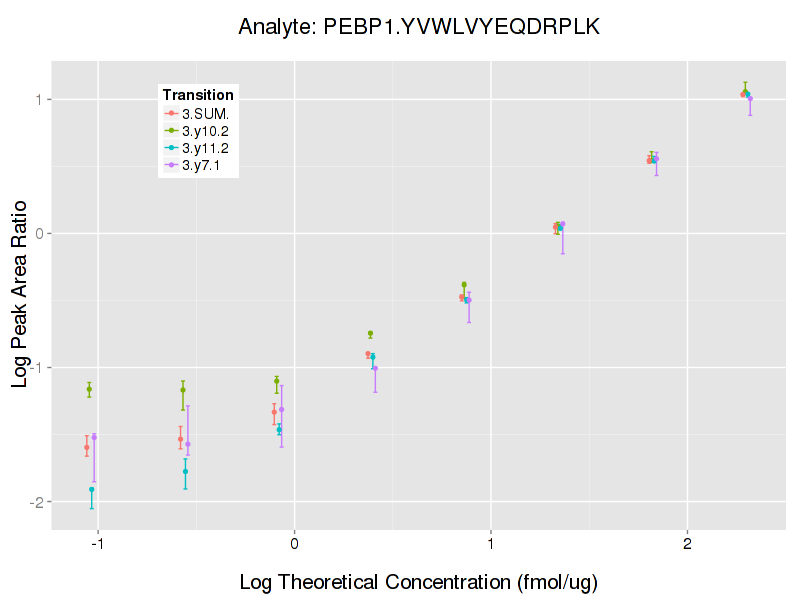 Analyte: PEBP1.YVWLVYEQDRPLK
Transition
3.SUM.
3.y10.2
3.y11.2
3.y7.1
Log Peak Area Ratio
1
0
-1
-2
-1
0
1
2
Log Theoretical Concentration (fmol/ug)